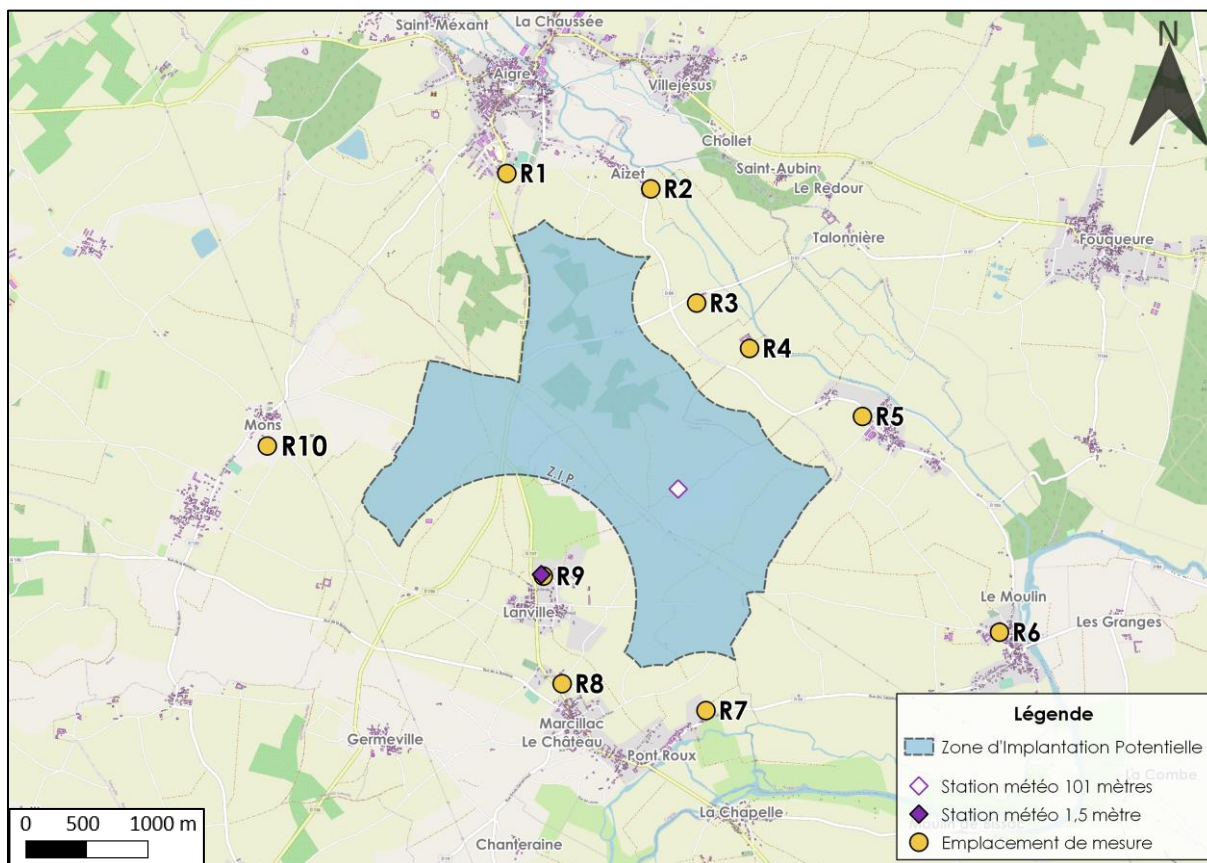 Saint-Méxant
La Chaussée
N
Aigre
Villejésus
Chollet
Saint-Aubin
R1
Aizet
R2
Le Redour
Talonnière
Fouqueure
R3
R4
Mons
R10
R5
Z.I.P.
R9
Lanville
Le Moulin
Les Granges
R6
R8
R7
Marcillac
Le Château
Germeville
Pont Roux
La Chapelle
Chanteraine
Légende
Zone d'Implantation Potentielle
Station météo 101 mètres
La Combe
Station météo 1,5 mètre
Emplacement de mesure
0 500 1000 m